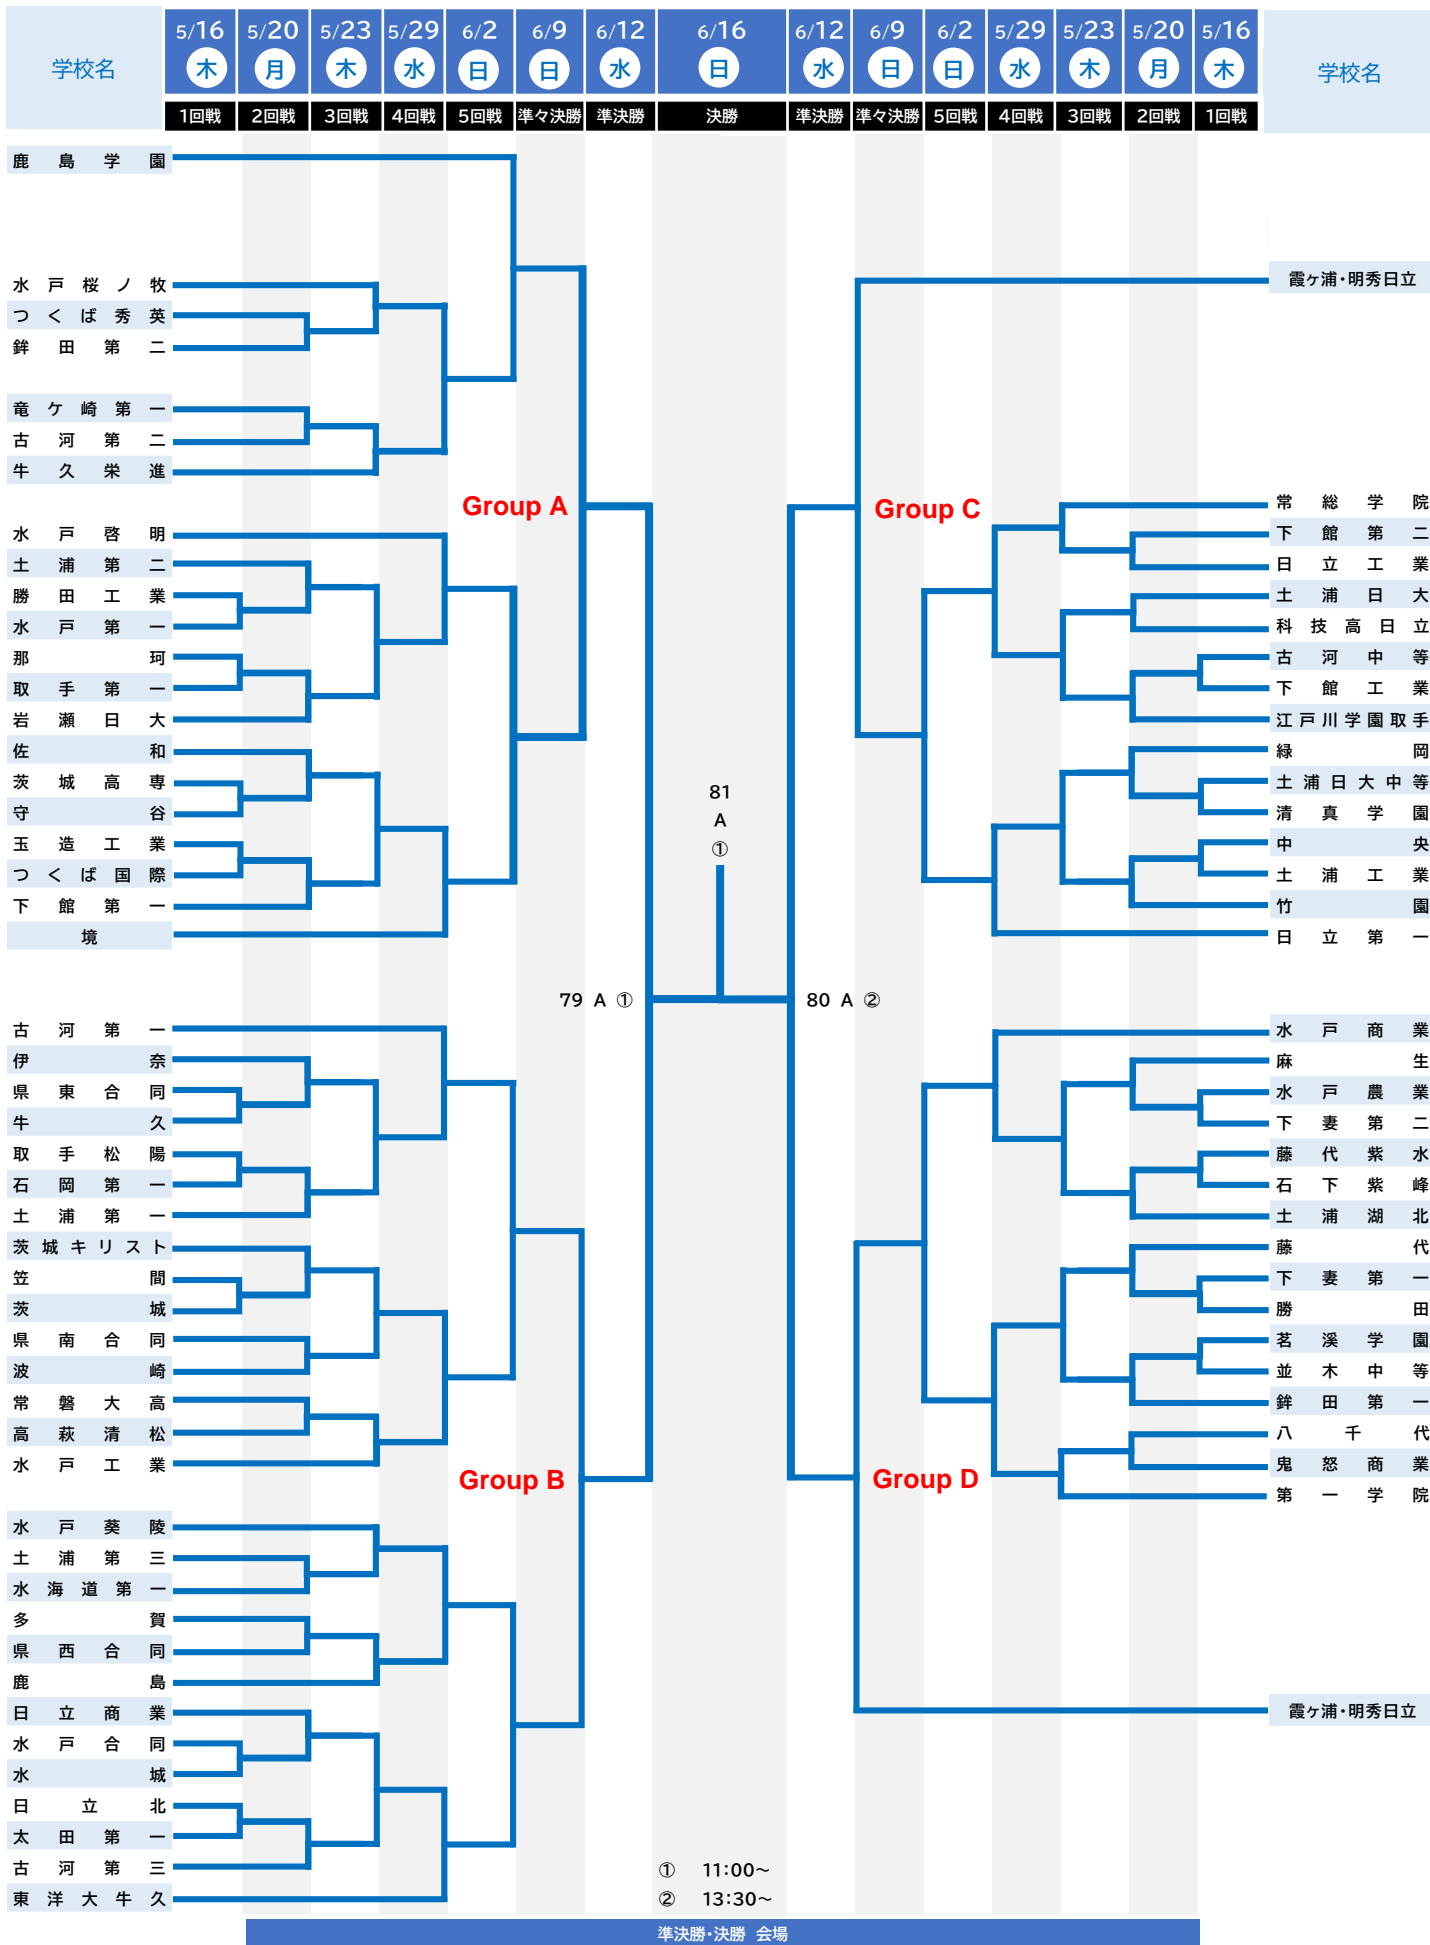 学校名 5/16 5/20 5/23 5/29 6/2 6/9 6/12 6/16 6/12 6/9 6/2 5/29 5/23 5/20 5/16 学校名
木 月 木 水 日 日 水 日 水 日 日 水 木 月 木
1回戦 2回戦 3回戦 4回戦 5回戦 準々決勝 準決勝 決勝 準決勝 準々決勝 5回戦 4回戦 3回戦 2回戦 1回戦
鹿島学園
水戸桜ノ牧
つくば秀英
鉾田第二
竜ケ崎第一
古河第二
牛久栄進
Group A
水戸啓明
土浦第二
勝田工業
水戸第一
那珂
取手第一
岩瀬日大
佐和
茨城高専
守谷
玉造工業
つくば国際
下館第一
境
古河第一
伊奈
県東合同
牛久
取手松陽
石岡第一
土浦第一
茨城キリスト
笠間
茨城
県南合同
波崎
常磐大高
高萩清松
水戸工業
Group B
水戸葵陵
土浦第三
水海道第一
多賀
県西合同
鹿島
日立商業
水戸合同
水城
日立北
太田第一
古河第三
東洋大牛久
81
A
①
79 A ①
80 A ②
霞ヶ浦・明秀日立
Group C
常総学院
下館第二
日立工業
土浦日大
科技高日立
古河中等
下館工業
江戸川学園取手
緑岡
土浦日大中等
清真学園
中央
土浦工業
竹園
日立第一
水戸商業
麻生
水戸農業
下妻第二
藤代紫水
石下紫峰
土浦湖北
藤代
下妻第一
勝田
茗溪学園
並木中等
鉾田第一
八千代
鬼怒商業
Group D
第一学院
霞ヶ浦・明秀日立
① 11:00~
② 13:30~
準決勝・決勝 会場